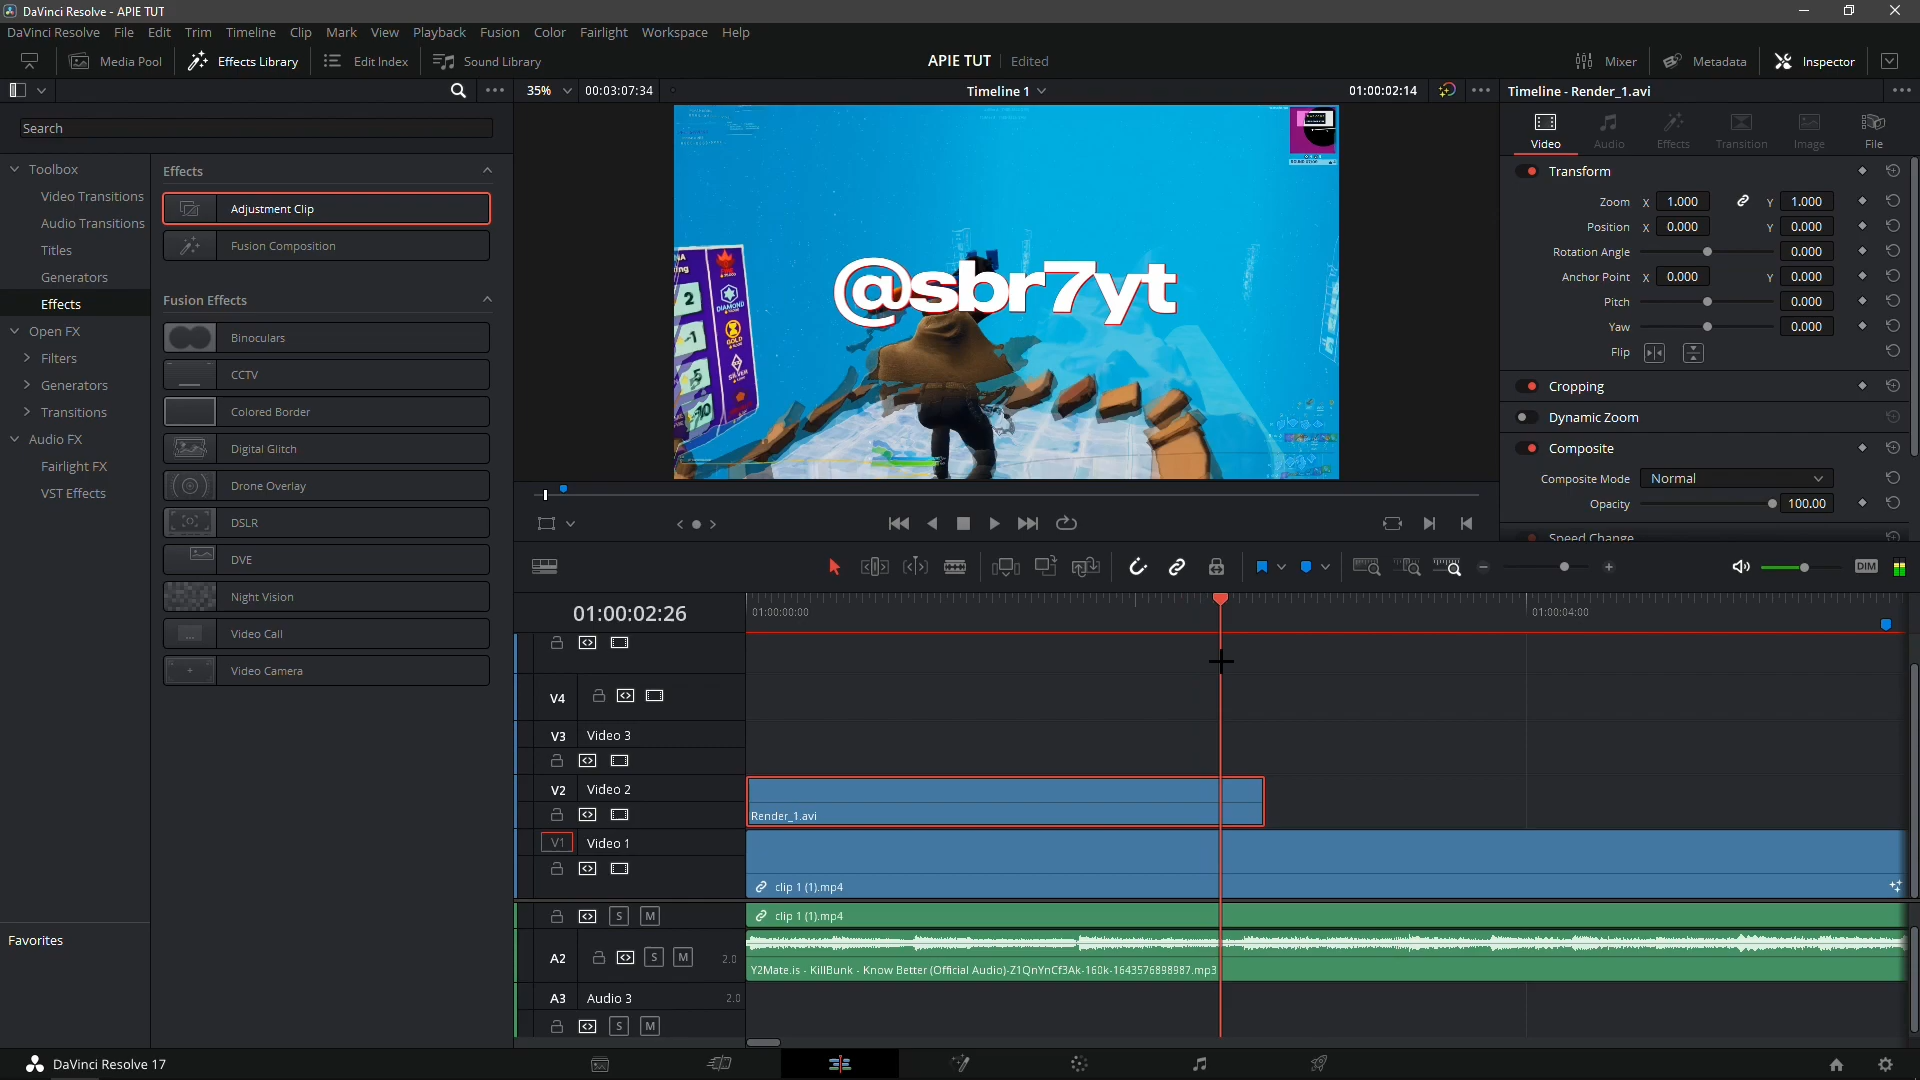 DaVinci Resolve - APIE TUT
DaVinci Resolve File Edit Trim Timeline Clip Mark View Playback Fusion Color Fairlight Workspace Help
Media Pool Effects Library Edit Index Sound Library APIE TUT Edited Mixer Metadata Inspector
35% 00:03:07:34 Timeline 1 01:00:02:14 Timeline - Render_1.avi
Search
Toolbox
Video Transitions
Audio Transitions
Titles
Generators
Effects
Open FX
Filters
Generators
Transitions
Audio FX
Fairlight FX
VST Effects
Favorites
Effects
Adjustment Clip
Fusion Composition
Fusion Effects
Binoculars
CCTV
Colored Border
Digital Glitch
Drone Overlay
DSLR
DVE
Night Vision
Video Call
Video Camera
@sbr7yt
DIAMOND
GOLD
SILVER
Video Audio Effects Transition Image File
Transform
Zoom X 1.000 Y 1.000
Position X 0.000 Y 0.000
Rotation Angle 0.000
Anchor Point X 0.000 Y 0.000
Pitch 0.000
Yaw 0.000
Flip
Cropping
Dynamic Zoom
Composite
Composite Mode Normal
Opacity 100.00
Speed Change
DIM
01:00:02:26 01:00:00:00 01:00:04:00
V4
V3 Video 3
V2 Video 2
Render_1.avi
V1 Video 1
clip 1 (1).mp4
S M clip 1 (1).mp4
A2 S M 2.0
Y2Mate.is - KillBunk - Know Better (Official Audio)-Z1QnYnCf3Ak-160k-1643576898987.mp3
A3 Audio 3 2.0
S M
DaVinci Resolve 17